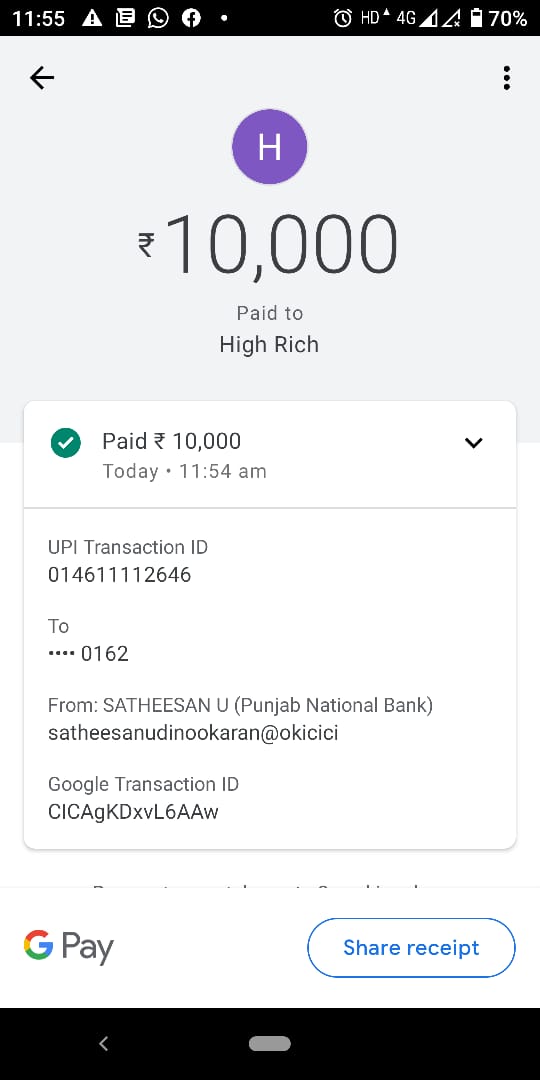 11:55 HD 4G 70%
H
₹10,000
Paid to
High Rich
Paid ₹ 10,000
Today • 11:54 am
UPI Transaction ID
014611112646
To
•••• 0162
From: SATHEESAN U (Punjab National Bank)
satheesanudinookaran@okicici
Google Transaction ID
CICAgKDxvL6AAw
G Pay
Share receipt